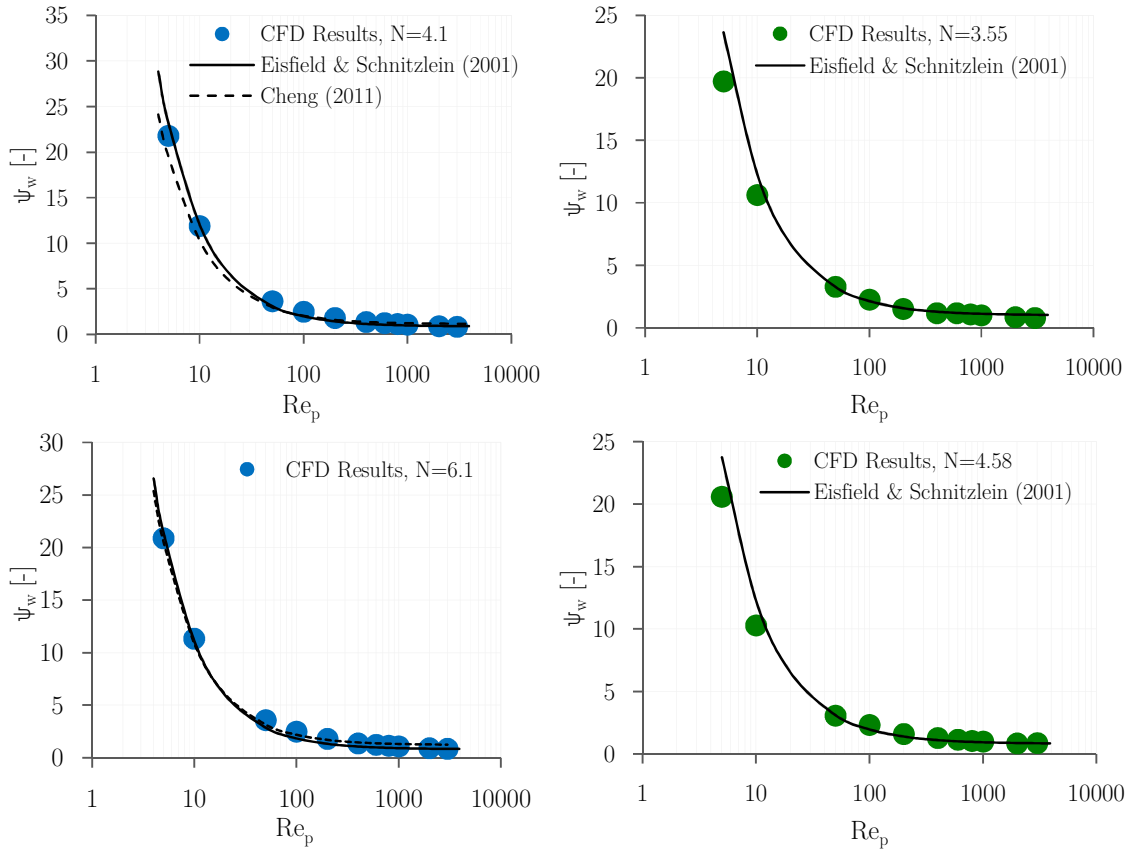 35
30
25
20
15
10
5
0
ψw [-]
CFD Results, N=4.1
Eisfield & Schnitzlein (2001)
Cheng (2011)
1 10 100 1000 10000
Rep
25
20
15
10
5
0
ψw [-]
CFD Results, N=3.55
Eisfield & Schnitzlein (2001)
1 10 100 1000 10000
Rep
30
25
20
15
10
5
0
ψw [-]
CFD Results, N=6.1
1 10 100 1000 10000
Rep
25
20
15
10
5
0
ψw [-]
CFD Results, N=4.58
Eisfield & Schnitzlein (2001)
1 10 100 1000 10000
Rep